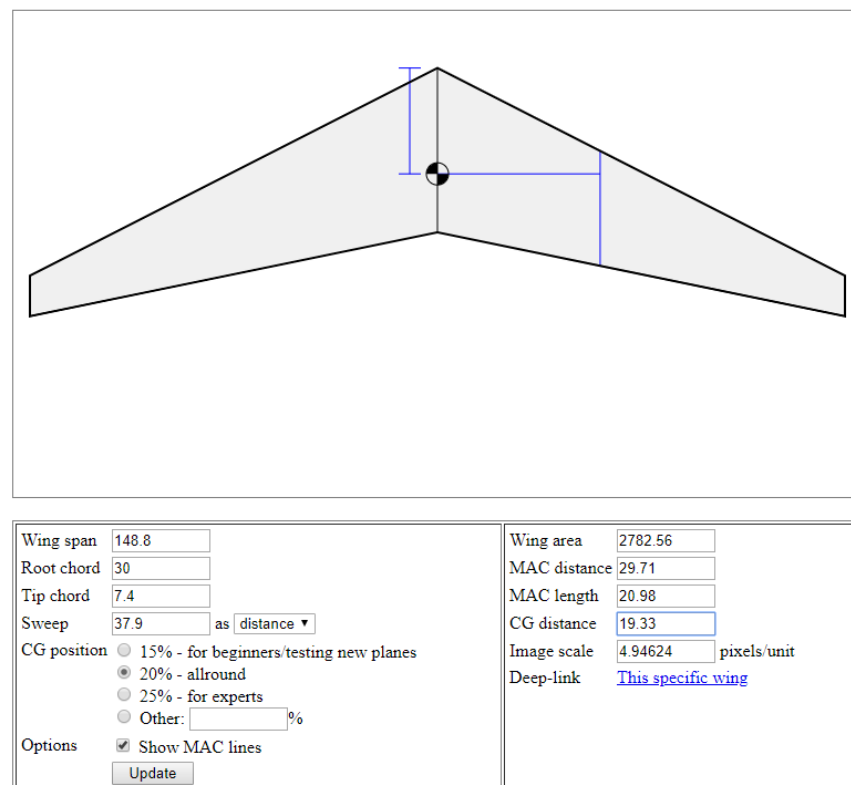 Wing span 148.8
Root chord 30
Tip chord 7.4
Sweep 37.9 as distance
CG position 15% - for beginners/testing new planes
20% - allround
25% - for experts
Other: %
Options Show MAC lines
Update
Wing area 2782.56
MAC distance 29.71
MAC length 20.98
CG distance 19.33
Image scale 4.94624 pixels/unit
Deep-link This specific wing